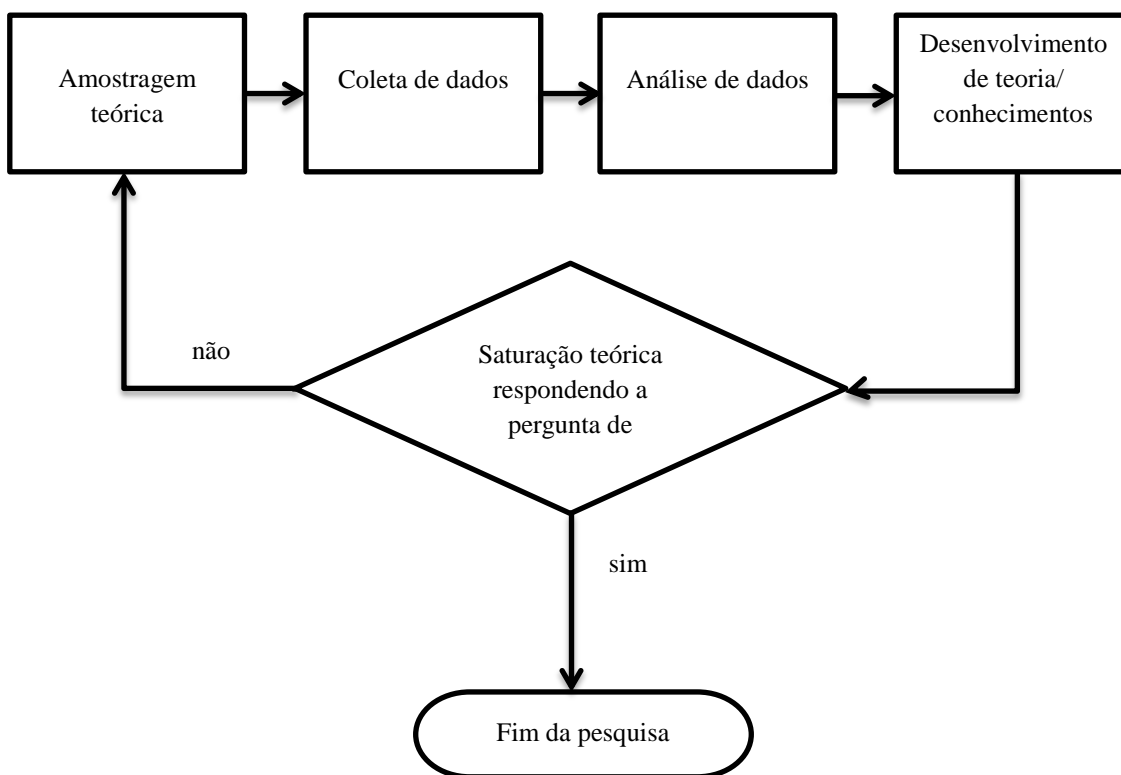 Amostragem
teórica
Coleta de dados
Análise de dados
Desenvolvimento
de teoria/
conhecimentos
não
Saturação teórica
respondendo a
pergunta de
sim
Fim da pesquisa